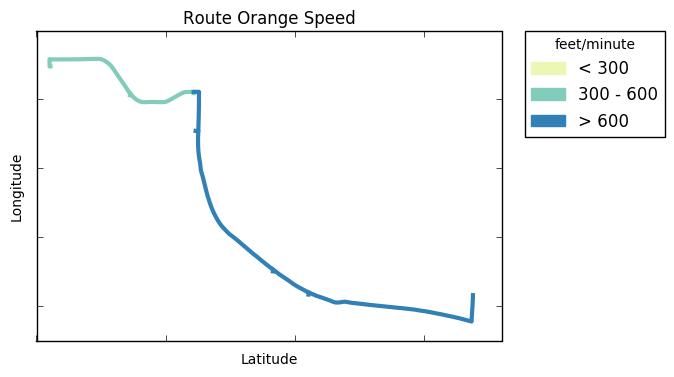 Route Orange Speed
feet/minute
< 300
300 - 600
> 600
Longitude
Latitude